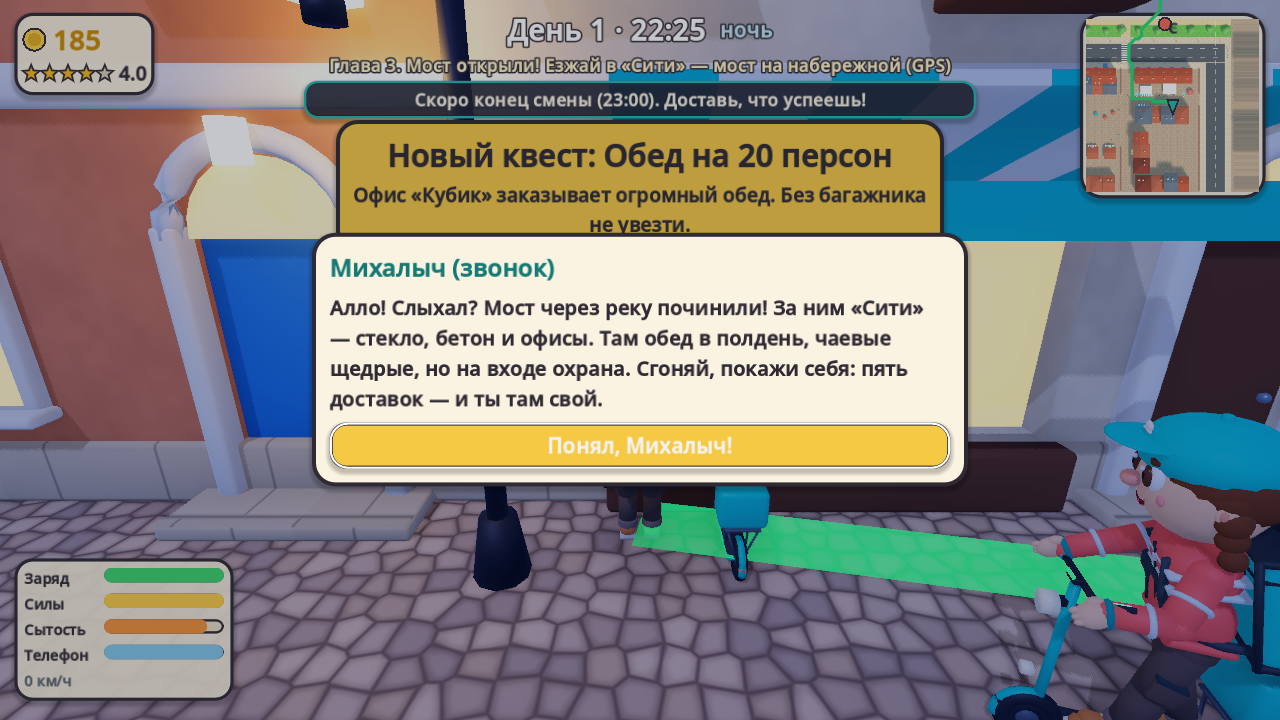 185
4.0
День 1 · 22:25 ночь
Глава 3. Мост открыли! Езжай в «Сити» — мост на набережной (GPS)
Скоро конец смены (23:00). Доставь, что успеешь!
Новый квест: Обед на 20 персон
Офис «Кубик» заказывает огромный обед. Без багажника
не увезти.
Михалыч (звонок)
Алло! Слыхал? Мост через реку починили! За ним «Сити»
— стекло, бетон и офисы. Там обед в полдень, чаевые
щедрые, но на входе охрана. Сгоняй, покажи себя: пять
доставок — и ты там свой.
Понял, Михалыч!
Заряд
Силы
Сытость
Телефон
0 км/ч